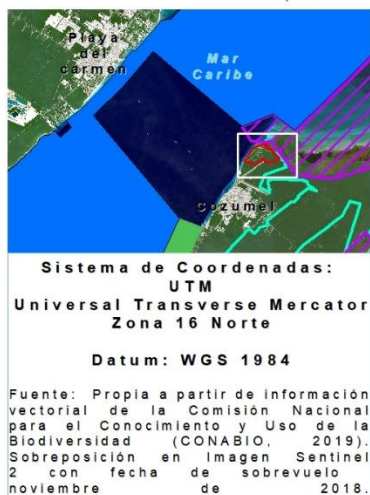 Playa
del
carmen
Mar
Caribe
Cozumel
Sistema de Coordenadas:
UTM
Universal Transverse Mercator
Zona 16 Norte
Datum: WGS 1984
Fuente: Propia a partir de información
vectorial de la Comisión Nacional
para el Conocimiento y Uso de la
Biodiversidad (CONABIO, 2019).
Sobreposición en Imagen Sentinel
2 con fecha de sobrevuelo
noviembre de 2018.